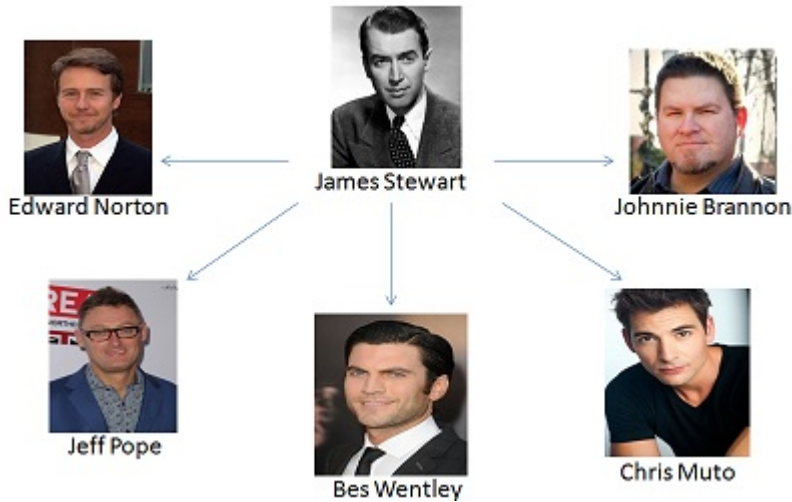 James Stewart
Edward Norton
Johnnie Brannon
Jeff Pope
Bes Wentley
Chris Muto